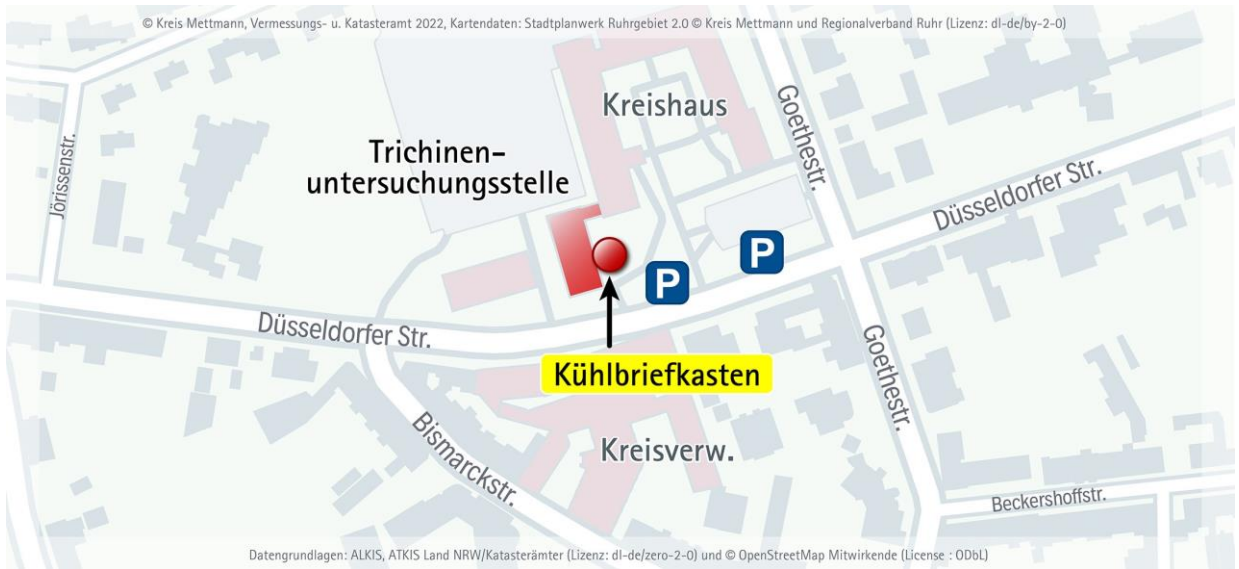 © Kreis Mettmann, Vermessungs- u. Katasteramt 2022, Kartendaten: Stadtplanwerk Ruhrgebiet 2.0 © Kreis Mettmann und Regionalverband Ruhr (Lizenz: dl-de/by-2-0)
Kreishaus
Goethestr.
Trichinen-
untersuchungsstelle
Jörissenstr.
Düsseldorfer Str.
P
P
Düsseldorfer Str.
Kühlbriefkasten
Goethestr.
Bismarckstr.
Kreisverw.
Beckershoffstr.
Datengrundlagen: ALKIS, ATKIS Land NRW/Katasterämter (Lizenz: dl-de/zero-2-0) und © OpenStreetMap Mitwirkende (License : ODbL)